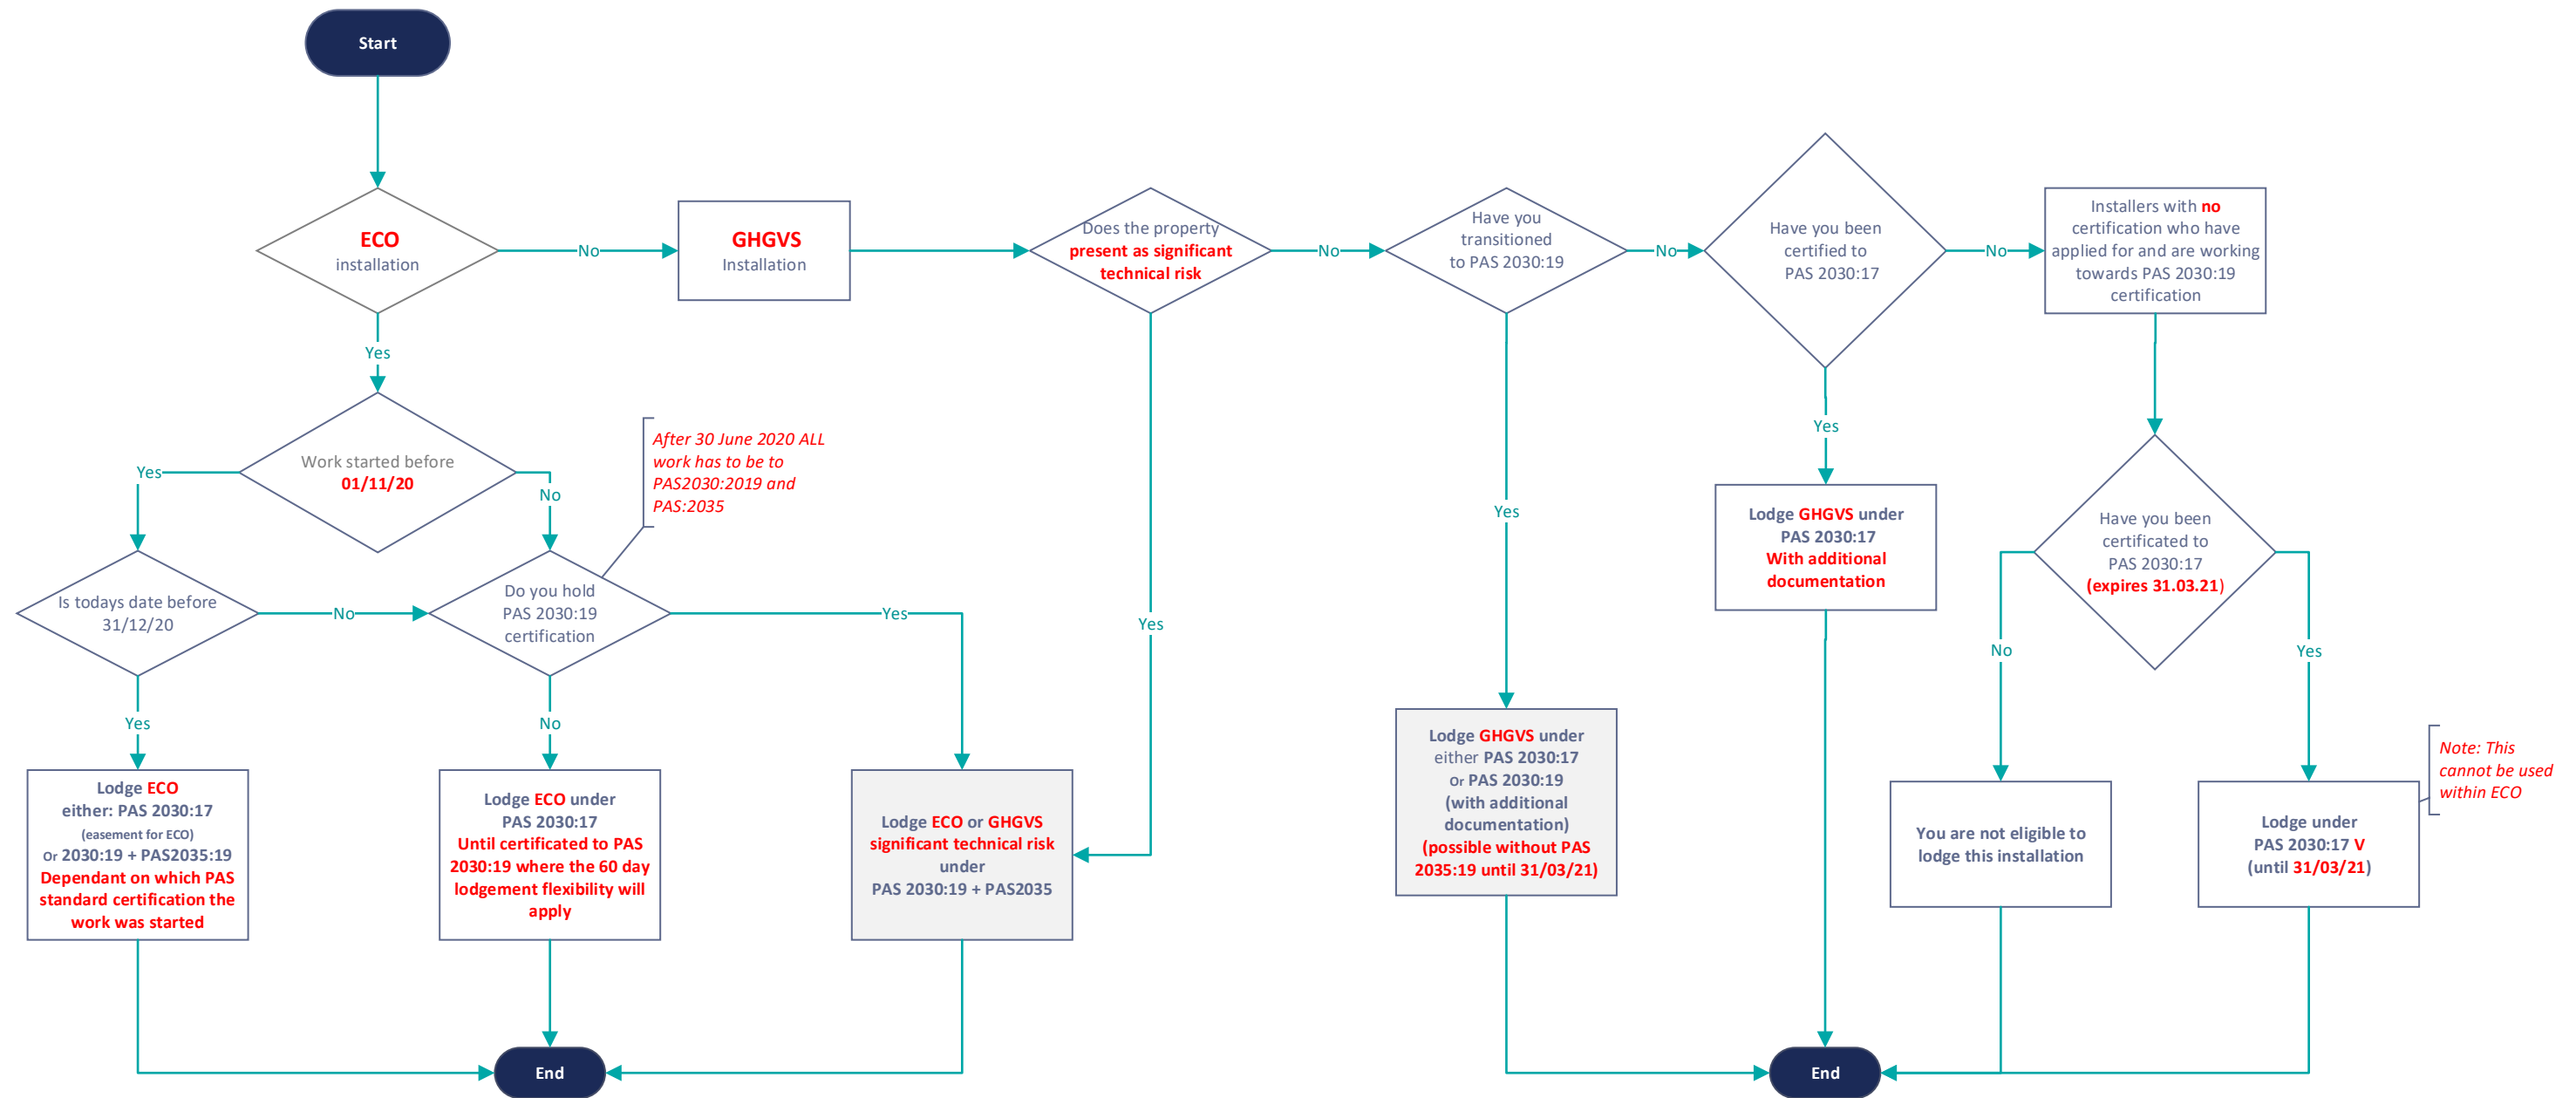 Start
ECO
installation
No
GHGVS
Installation
Does the property
present as significant
technical risk
No
Have you
transitioned
to PAS 2030:19
No
Have you been
certified to
PAS 2030:17
No
Installers with no
certification who have
applied for and are working
towards PAS 2030:19
certification
Yes
Work started before
01/11/20
Yes
No
After 30 June 2020 ALL
work has to be to
PAS2030:2019 and
PAS:2035
Is todays date before
31/12/20
No
Do you hold
PAS 2030:19
certification
Yes
Yes
Yes
Yes
Lodge GHGVS under
PAS 2030:17
With additional
documentation
Have you been
certificated to
PAS 2030:17
(expires 31.03.21)
No
Yes
Yes
No
Lodge ECO
either: PAS 2030:17
(easement for ECO)
Or 2030:19 + PAS2035:19
Dependant on which PAS
standard certification the
work was started
Lodge ECO under
PAS 2030:17
Until certificated to PAS
2030:19 where the 60 day
lodgement flexibility will
apply
Lodge ECO or GHGVS
significant technical risk
under
PAS 2030:19 + PAS2035
Lodge GHGVS under
either PAS 2030:17
Or PAS 2030:19
(with additional
documentation)
(possible without PAS
2035:19 until 31/03/21)
You are not eligible to
lodge this installation
Lodge under
PAS 2030:17 V
(until 31/03/21)
Note: This
cannot be used
within ECO
End
End